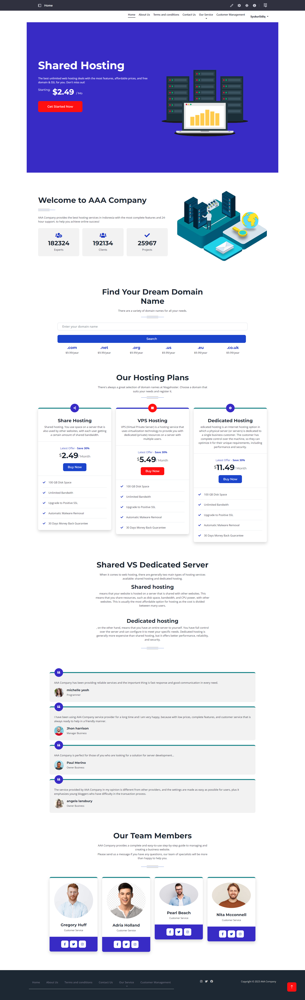 Home
Home About Us Terms and conditions Contact Us Our Service Customer Management SyukurSidiq
Shared Hosting
The best unlimited web hosting deals with the most features, affordable prices, and free
domain & SSL for you. Don't miss out!
Starting: $2.49 / Mo
Get Started Now
Welcome to AAA Company
AAA Company provides the best hosting services in Indonesia with the most complete features and 24-
hour support. to help you achieve online success!
182324 192134 25967
Experts Clients Projects
Find Your Dream Domain
Name
There are a variety of domain names for all your needs.
Enter your domain name
Search
.com .net .org .us .eu .co.uk
$9.99/year $9.99/year $9.99/year $9.99/year $9.99/year $9.99/year
Our Hosting Plans
There's always a great selection of domain names at Niagahoster. Choose a domain that
suits your needs and register it.
Share Hosting
Shared hosting. You use space on a server that is
also used by other websites, with each user getting
a certain amount of shared bandwidth.
Latest Offer - Save 30%
$2.49/ Month
Buy Now
100 GB Disk Space
Unlimited Bandwith
Upgrade to Positive SSL
Automatic Malware Removal
30 Days Money Back Guarantee
VPS Hosting
VPS (Virtual Private Server) is a hosting service that
uses virtualization technology to provide you with
dedicated (private) resources on a server with
multiple users.
Latest Offer - Save 30%
$5.49/ Month
Buy Now
100 GB Disk Space
Unlimited Bandwith
Upgrade to Positive SSL
Automatic Malware Removal
30 Days Money Back Guarantee
Dedicated Hosting
edicated hosting is an Internet hosting option in
which a physical server (or servers) is dedicated to
a single business customer. The customer has
complete control over the machine, so they can
optimize it for their unique requirements, including
performance and security.
Latest Offer - Save 30%
$11.49/ Month
Buy Now
100 GB Disk Space
Unlimited Bandwith
Upgrade to Positive SSL
Automatic Malware Removal
30 Days Money Back Guarantee
Shared VS Dedicated Server
When it comes to web hosting, there are generally two main types of hosting services
available: shared hosting and dedicated hosting.
Shared hosting
means that your website is hosted on a server that is shared with other websites. This
means that you share resources, such as disk space, bandwidth, and CPU power, with other
websites. This is usually the most affordable option for hosting as the cost is divided
between many users.
Dedicated hosting
, on the other hand, means that you have an entire server to yourself. You have full control
over the server and can configure it to meet your specific needs. Dedicated hosting is
generally more expensive than shared hosting, but it offers better performance, reliability,
and security.
AAA Company has been providing reliable services and the important thing is fast response and good communication in every need.
michelle yeoh
Programmer
I have been using AAA Company service provider for a long time and I am very happy, because with low prices, complete features, and customer service that is
always ready to help in a friendly manner.
Jhon harrison
Manager Business
AAA Company is perfect for those of you who are looking for a solution for server development...
Paul Merino
Owner Business
The service provided by AAA Company in my opinion is different from other providers, and the settings are made as easy as possible for users, plus it
emphasizes young bloggers who have difficulty in the transaction process.
angela lansbury
Owner Business
Our Team Members
AAA Company provides a complete and easy-to-use step-by-step guide to managing and
creating a business website.
Please send us a message if you have any questions, our team of specialists will be more
than happy to help you.
Gregory Huff
Customer Service
Adria Holland
Customer Service
Pearl Beach
Customer Service
Nita Mcconnell
Customer Service
Home About Us Terms and conditions Contact Us Our Service Customer Management
Copyright © 2023 AAA Company